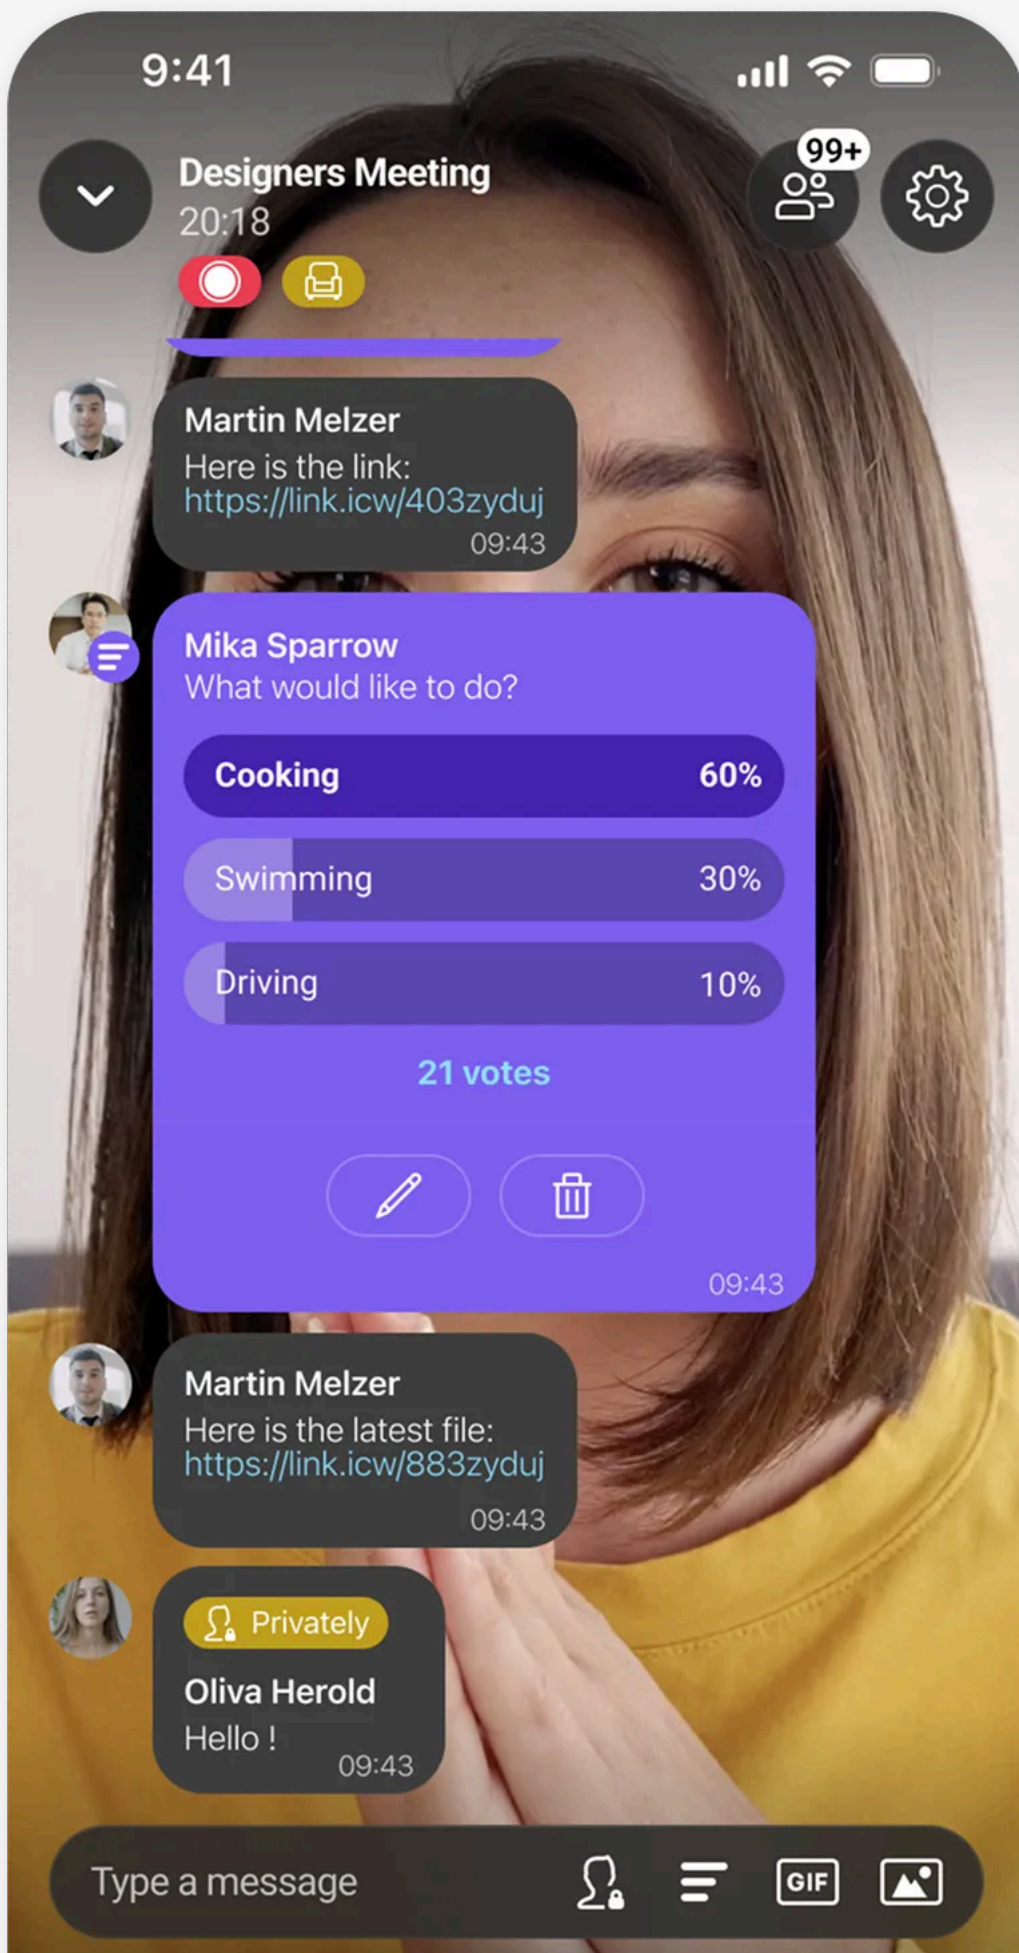 9:41
99+
Designers Meeting
20:18
Martin Melzer
Here is the link:
https://link.icw/403zyduj
09:43
Mika Sparrow
What would like to do?
Cooking 60%
Swimming 30%
Driving 10%
21 votes
09:43
Martin Melzer
Here is the latest file:
https://link.icw/883zyduj
09:43
Privately
Oliva Herold
Hello !
09:43
Type a message GIF